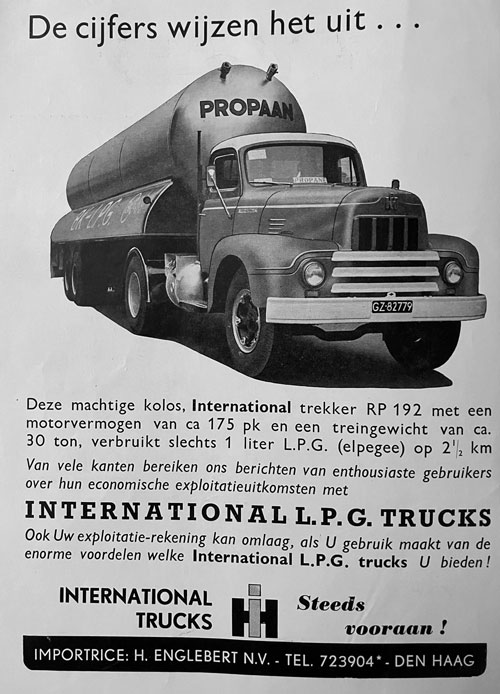 De cijfers wijzen het uit . . .
PROPAAN
PROPANE
GZ-82779
Deze machtige kolos, International trekker RP 192 met een
motorvermogen van ca 175 pk en een treingewicht van ca.
30 ton, verbruikt slechts 1 liter L.P.G. (elpegee) op 2 1/2 km
Van vele kanten bereiken ons berichten van enthousiaste gebruikers
over hun economische exploitatieuitkomsten met
INTERNATIONAL L.P.G. TRUCKS
Ook Uw exploitatie-rekening kan omlaag, als U gebruik maakt van de
enorme voordelen welke International L.P.G. trucks U bieden!
INTERNATIONAL
TRUCKS
IH
Steeds
vooraan!
IMPORTRICE: H. ENGLEBERT N.V. - TEL. 723904* - DEN HAAG